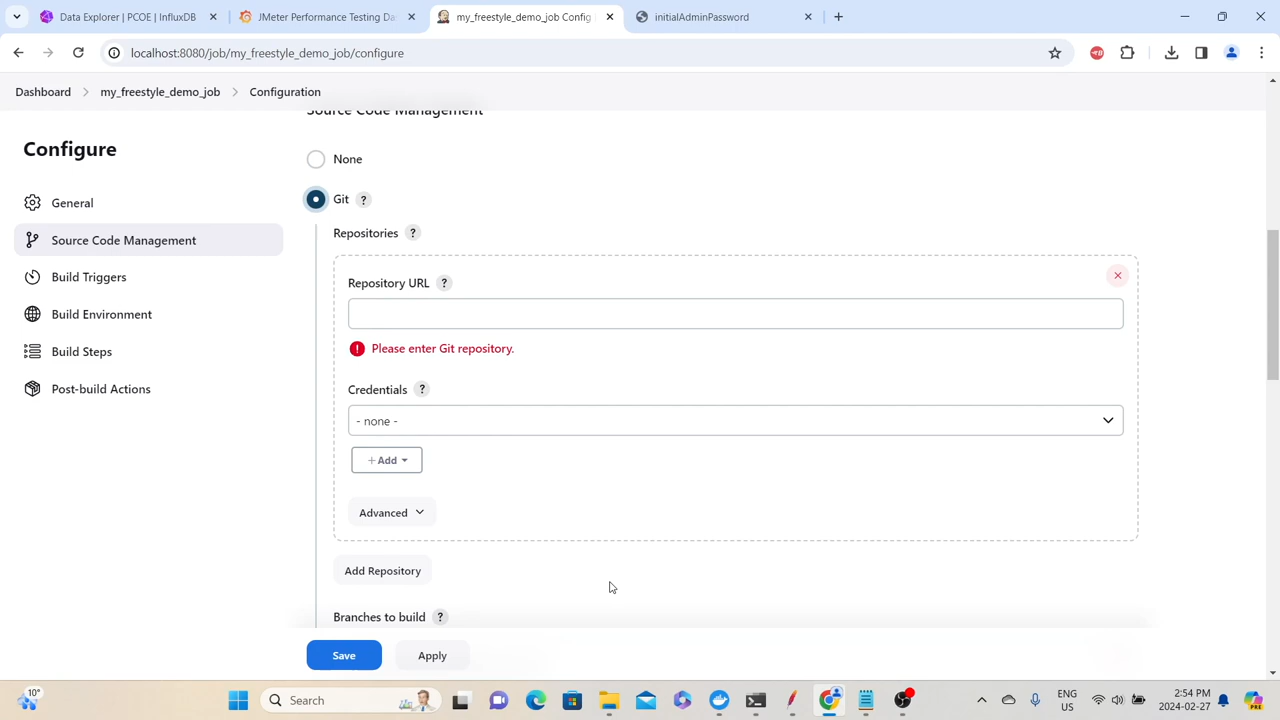 Data Explorer | PCOE | InfluxDB
JMeter Performance Testing Da
my_freestyle_demo_job Config
initialAdminPassword
localhost:8080/job/my_freestyle_demo_job/configure
Dashboard
my_freestyle_demo_job
Configuration
Source Code Management
Configure
General
Source Code Management
Build Triggers
Build Environment
Build Steps
Post-build Actions
None
Git ?
Repositories ?
Repository URL ?
Please enter Git repository.
Credentials ?
- none -
+ Add
Advanced
Add Repository
Branches to build ?
Save
Apply
10°
Search
ENG
US
2:54 PM
2024-02-27